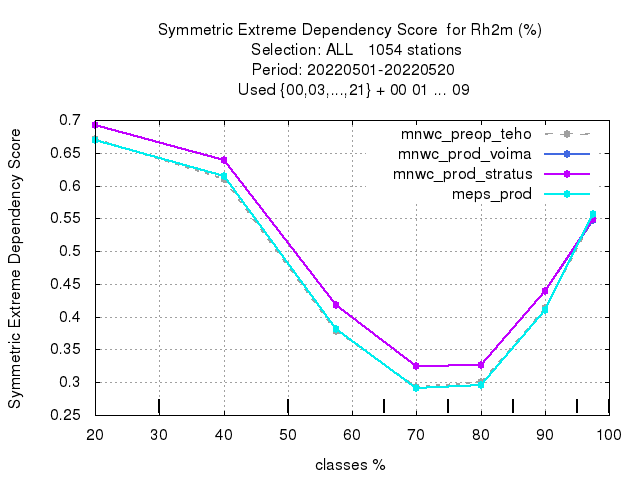 Symmetric Extreme Dependency Score  for Rh2m (%)
Selection: ALL   1054 stations
Period: 20220501-20220520
Used {00,03,...,21} + 00 01 ... 09
Symmetric Extreme Dependency Score
0.7
0.65
0.6
0.55
0.5
0.45
0.4
0.35
0.3
0.25
mnwc_preop_teho
mnwc_prod_voima
mnwc_prod_stratus
meps_prod
20 30 40 50 60 70 80 90 100
classes %